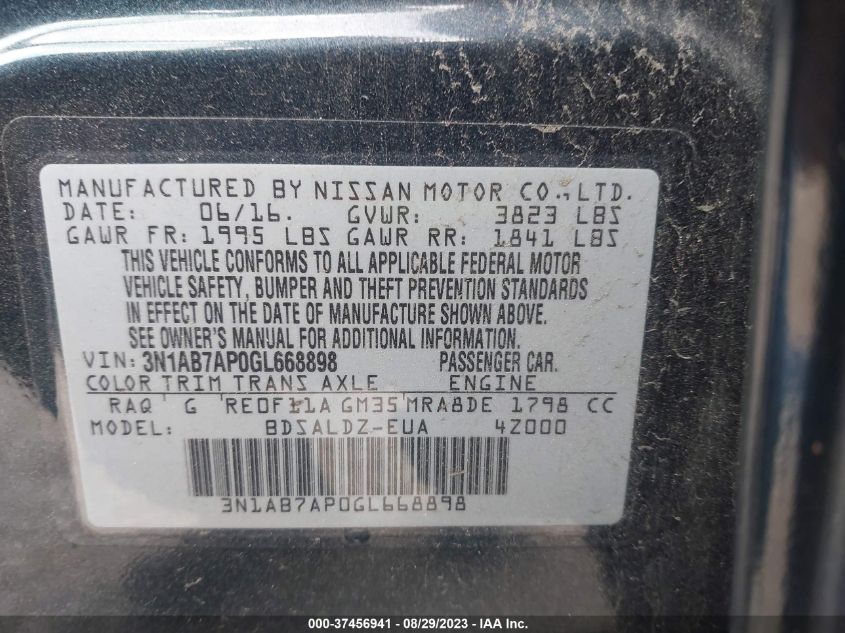 MANUFACTURED BY NISSAN MOTOR CO.,LTD.
DATE: 06/16. GVWR: 3823 LBS
GAWR FR: 1995 LBS GAWR RR: 1841 LBS
THIS VEHICLE CONFORMS TO ALL APPLICABLE FEDERAL MOTOR
VEHICLE SAFETY, BUMPER AND THEFT PREVENTION STANDARDS
IN EFFECT ON THE DATE OF MANUFACTURE SHOWN ABOVE.
SEE OWNER'S MANUAL FOR ADDITIONAL INFORMATION.
VIN: 3N1AB7AP0GL668898 PASSENGER CAR.
COLOR TRIM TRANS AXLE ENGINE
RAQ G RE0F11A GM35 MRA8DE 1798 CC
MODEL: BDSALDZ-EUA 4Z000
3N1AB7AP0GL668898
000-37456941 - 08/29/2023 - IAA Inc.